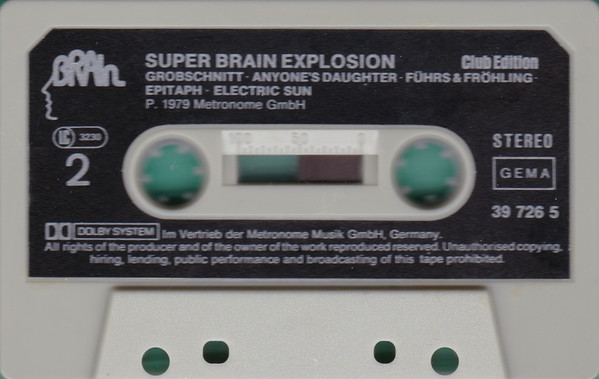 BRAIN
SUPER BRAIN EXPLOSION Club Edition
GROBSCHNITT · ANYONE'S DAUGHTER · FÜHRS & FRÖHLING ·
EPITAPH · ELECTRIC SUN
P. 1979 Metronome GmbH
LC 3230
2
100 50 0
STEREO
GEMA
39 726 5
DOLBY SYSTEM Im Vertrieb der Metronome Musik GmbH, Germany.
All rights of the producer and of the owner of the work reproduced reserved. Unauthorised copying,
hiring, lending, public performance and broadcasting of this tape prohibited.